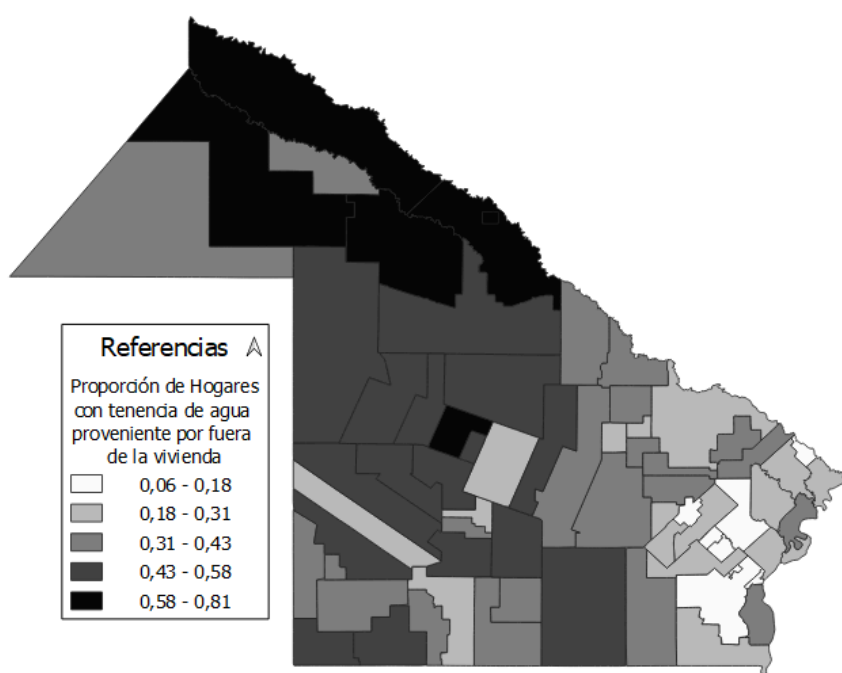 Referencias
Proporción de Hogares
con tenencia de agua
proveniente por fuera
de la vivienda
0,06 - 0,18
0,18 - 0,31
0,31 - 0,43
0,43 - 0,58
0,58 - 0,81